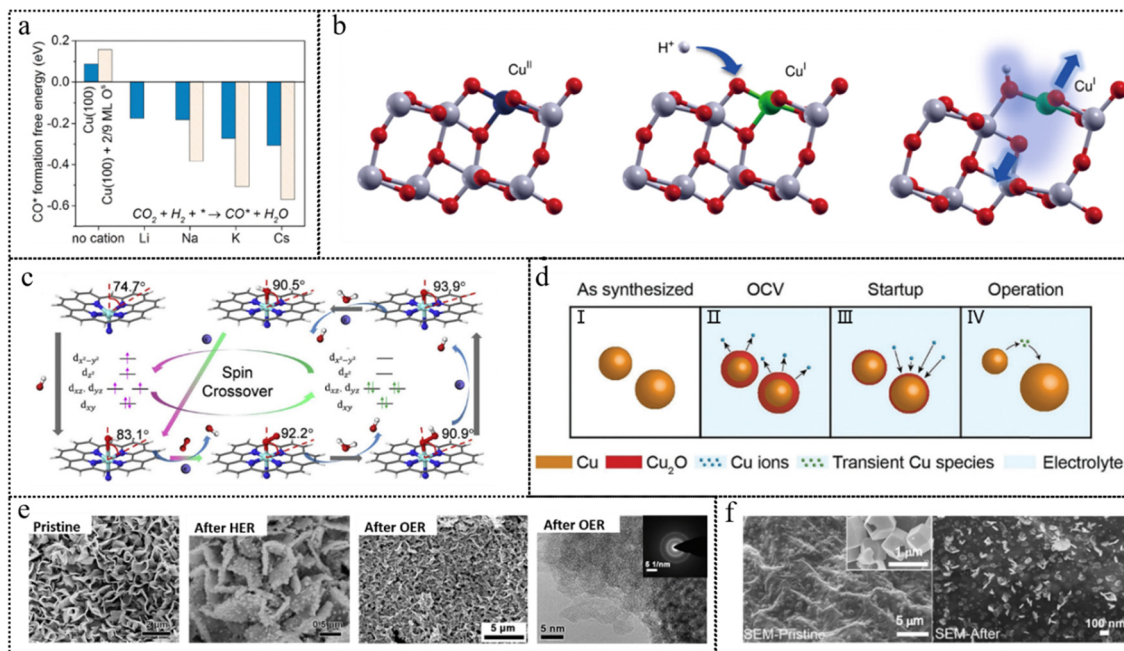 a
CO* formation free energy (eV)
0.2
0.0
-0.2
-0.4
-0.6
Cu(100)
Cu(100) + 2/9 ML O*
CO₂ + H₂ + * → CO* + H₂O
no cation Li Na K Cs
b
Cuᴵᴵ
H⁺
Cuᴵ
Cuᴵ
c
74.7°
90.5°
93.9°
dx²-y²
dz²
dxz, dyz
dxy
Spin
Crossover
dx²-y²
dz²
dxz, dyz
dxy
83.1°
92.2°
90.9°
d
As synthesized OCV Startup Operation
I II III IV
Cu Cu₂O Cu ions Transient Cu species Electrolyte
e
Pristine
After HER
0.5 μm
After OER
5 μm
After OER
5 1/nm
5 nm
f
1 μm
SEM-Pristine
5 μm
SEM-After
100 nm